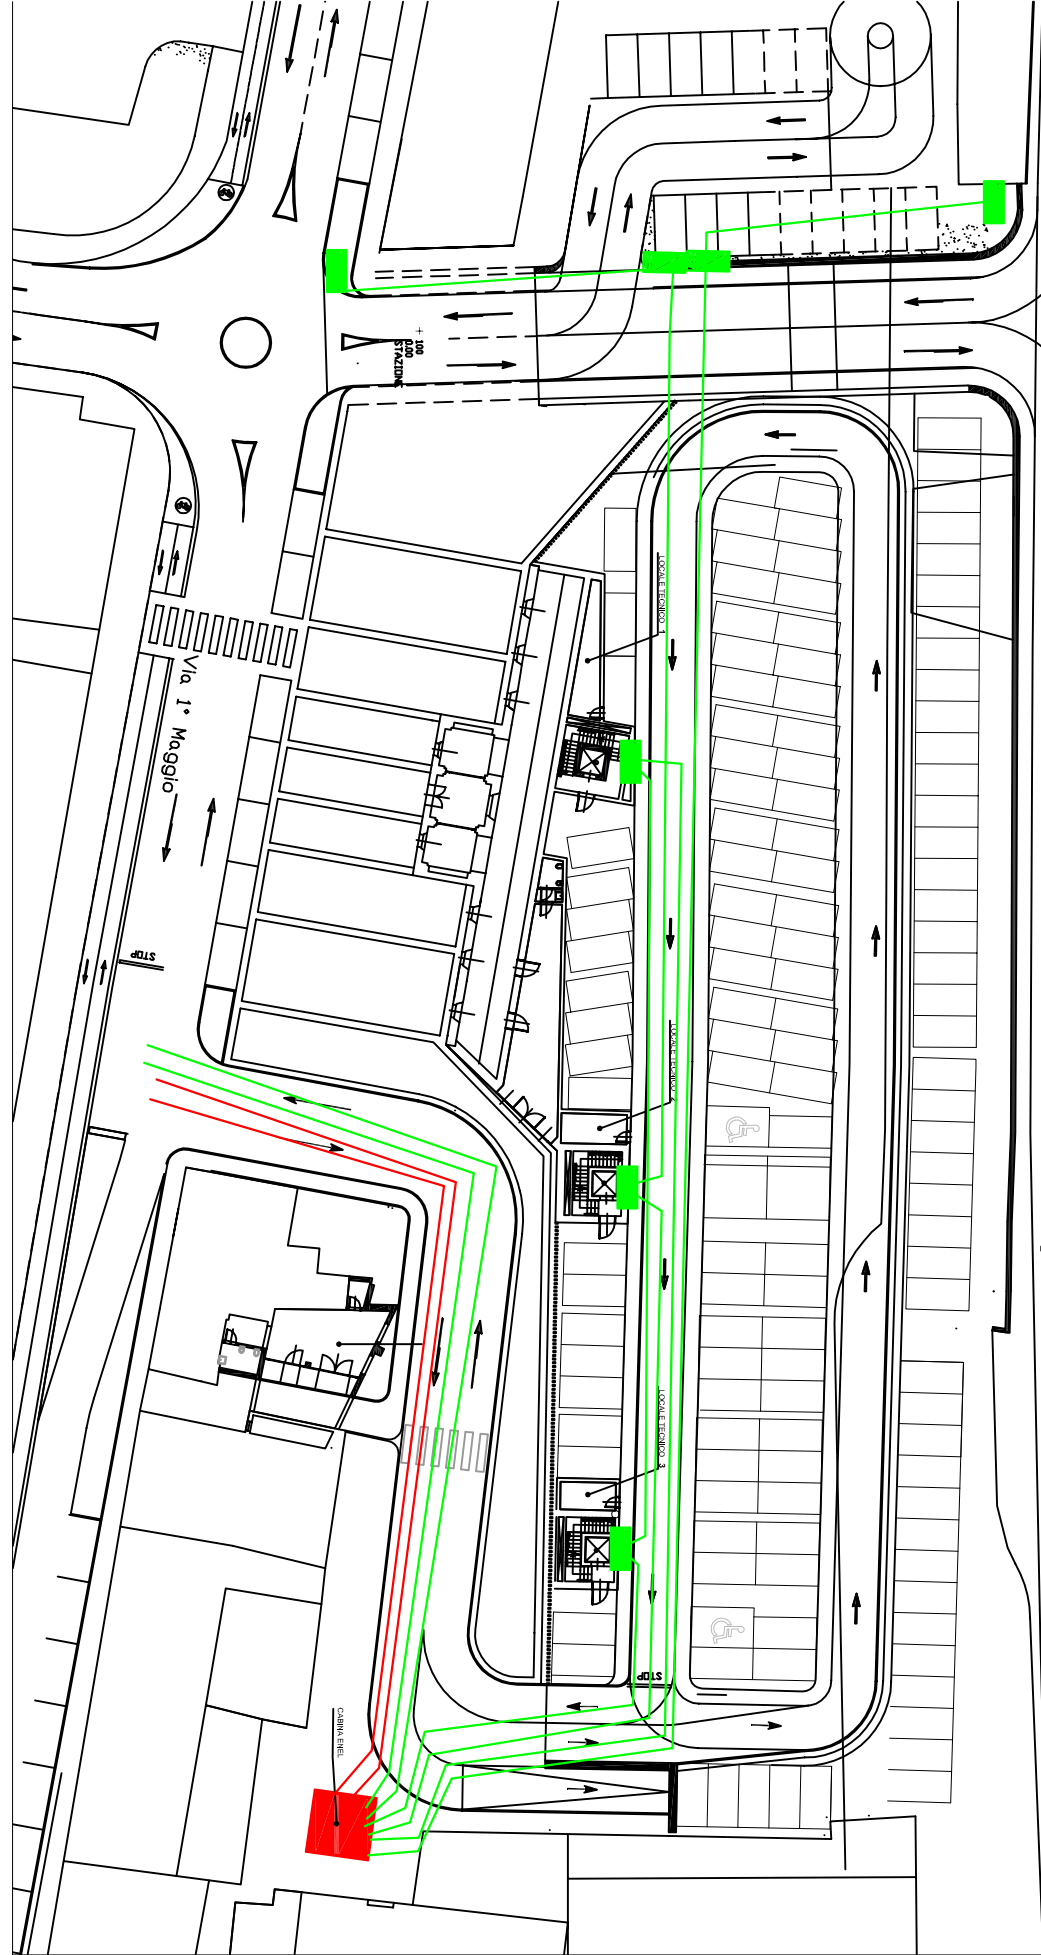 + 100
0.00
STAZIONE
LOCALE TECNICO 1
Via 1° Maggio
STOP
LOCALE TECNICO 2
LOCALE TECNICO 3
STOP
CABINA ENEL